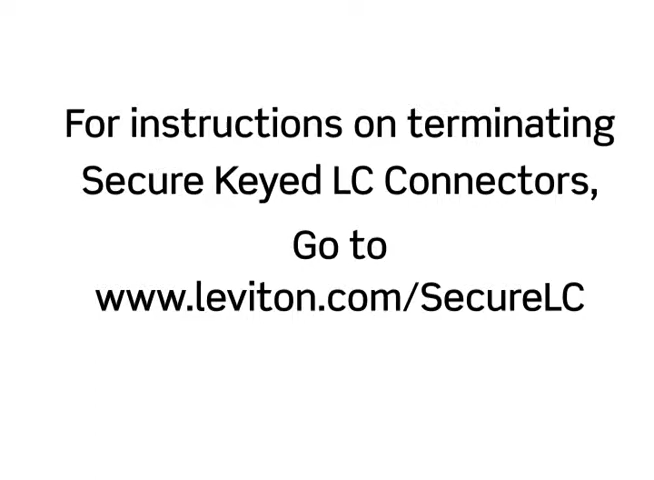 For instructions on terminating
Secure Keyed LC Connectors,
Go to
www.leviton.com/SecureLC